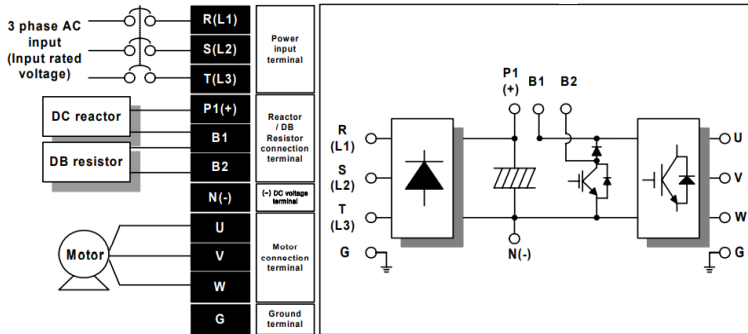 3 phase AC
input
(Input rated
voltage)
R(L1)
S(L2)
T(L3)
Power
input
terminal
DC reactor
DB resistor
P1(+)
B1
B2
Reactor
/ DB
Resistor
connection
terminal
N(-)
(-) DC voltage
terminal
Motor
U
V
W
Motor
connection
terminal
G
Ground
terminal
P1
(+)
B1
B2
R
(L1)
S
(L2)
T
(L3)
G
N(-)
U
V
W
G